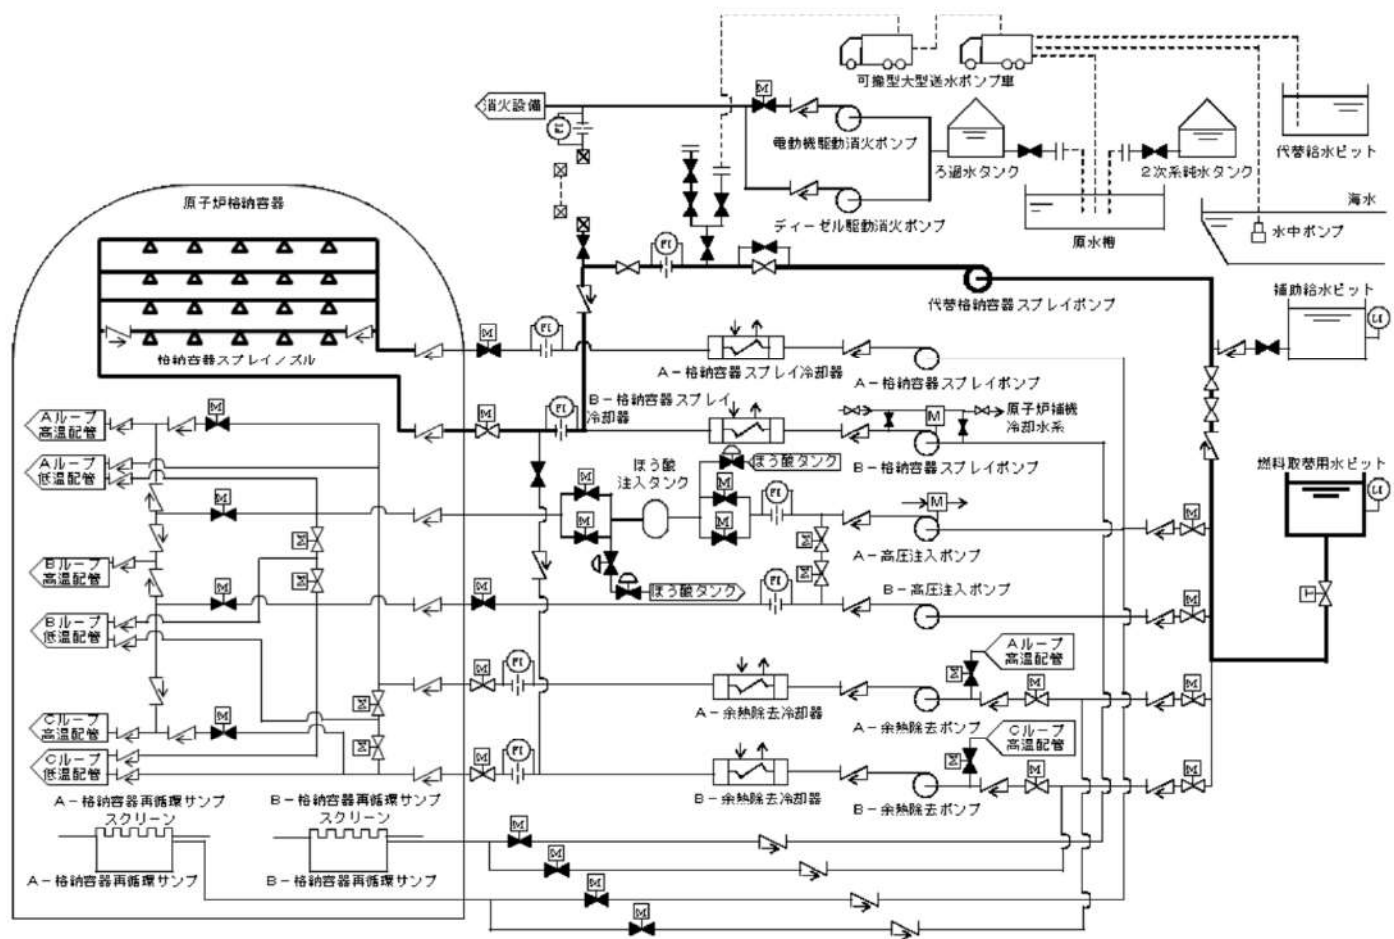 可搬型大型送水ポンプ車
消火設備
M
FI
電動機駆動消火ポンプ
ろ過水タンク
2次系純水タンク
代替給水ピット
ディーゼル駆動消火ポンプ
原水槽
海水
水中ポンプ
原子炉格納容器
FI
代替格納容器スプレイポンプ
補助給水ピット
LI
格納容器スプレイノズル
M
FI
A-格納容器スプレイ冷却器
A-格納容器スプレイポンプ
B-格納容器スプレイ
冷却器
原子炉補機
冷却水系
M
M
FI
B-格納容器スプレイポンプ
Aループ
高温配管
M
Aループ
低温配管
ほう酸
注入タンク
ほう酸タンク
燃料取替用水ピット
LI
M
M
M
M
M
FI
M
M
A-高圧注入ポンプ
M
M
M
M
Bループ
高温配管
ほう酸タンク
FI
B-高圧注入ポンプ
M
M
M
T
Bループ
低温配管
Aループ
高温配管
M
FI
M
M
M
A-余熱除去冷却器
A-余熱除去ポンプ
M
Cループ
高温配管
M
Cループ
高温配管
M
Cループ
低温配管
M
FI
M
M
M
B-余熱除去冷却器
B-余熱除去ポンプ
A-格納容器再循環サンプ
スクリーン
B-格納容器再循環サンプ
スクリーン
A-格納容器再循環サンプ
B-格納容器再循環サンプ
M
M
M
M